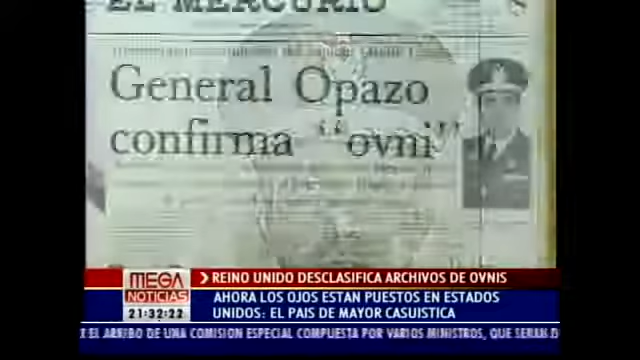 EL MERCURIO
General Opazo
confirma "ovni"
REINO UNIDO DESCLASIFICA ARCHIVOS DE OVNIS
MEGA
NOTICIAS
21:32:22
AHORA LOS OJOS ESTAN PUESTOS EN ESTADOS
UNIDOS: EL PAIS DE MAYOR CASUISTICA
DE UNA COMISION ESPECIAL COMPUESTA POR VARIOS MINISTROS, QUE SERAN